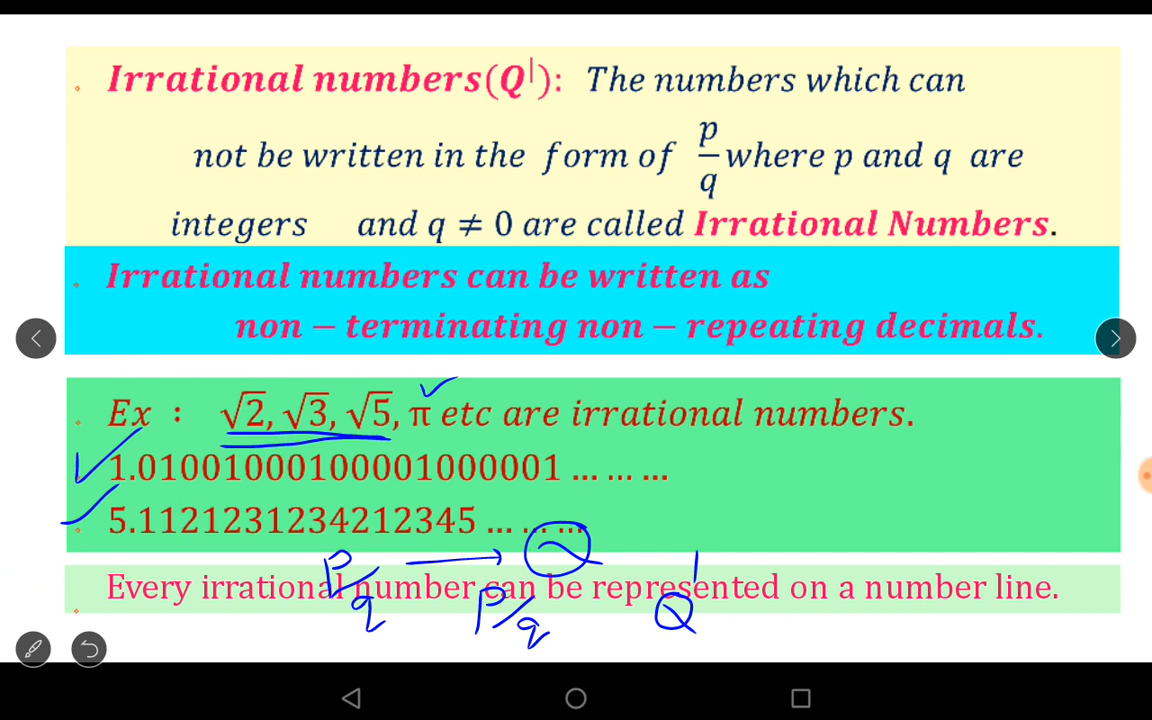 Irrational numbers(Q|): The numbers which can
not be written in the form of p/q where p and q are
integers and q ≠ 0 are called Irrational Numbers.
Irrational numbers can be written as
non – terminating non – repeating decimals.
Ex : √2, √3, √5, π etc are irrational numbers.
1.01001000100001000001 ... ... ...
5.1121231234212345 ... ... ...
P/q → Q
Every irrational number can be represented on a number line.
P/q Q'